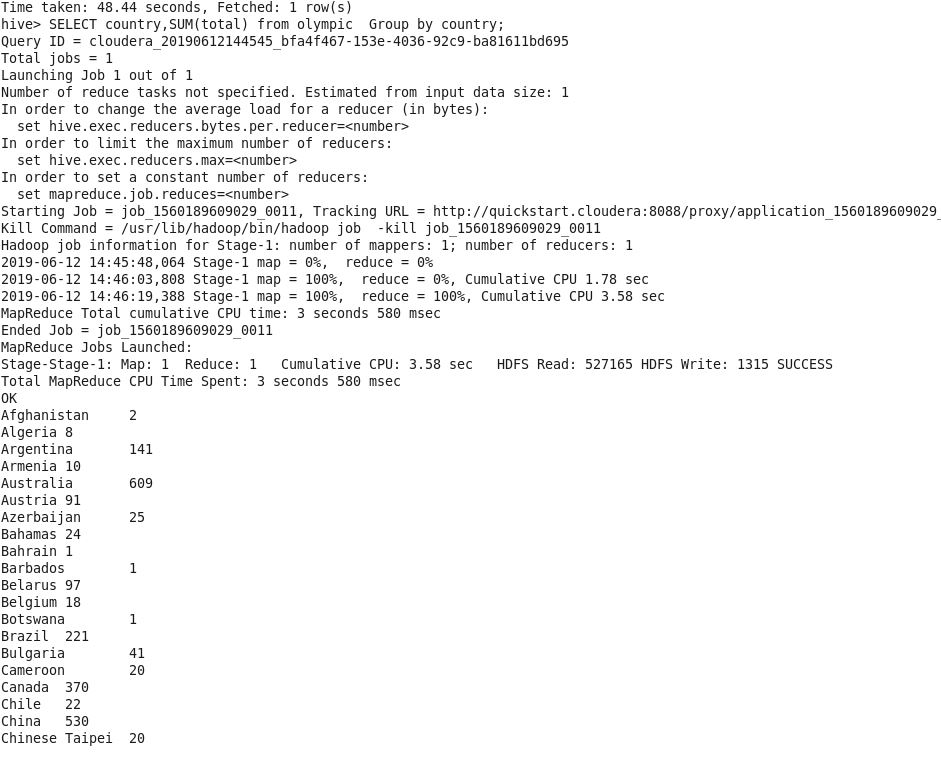 Time taken: 48.44 seconds, Fetched: 1 row(s)
hive> SELECT country,SUM(total) from olympic  Group by country;
Query ID = cloudera_20190612144545_bfa4f467-153e-4036-92c9-ba81611bd695
Total jobs = 1
Launching Job 1 out of 1
Number of reduce tasks not specified. Estimated from input data size: 1
In order to change the average load for a reducer (in bytes):
  set hive.exec.reducers.bytes.per.reducer=<number>
In order to limit the maximum number of reducers:
  set hive.exec.reducers.max=<number>
In order to set a constant number of reducers:
  set mapreduce.job.reduces=<number>
Starting Job = job_1560189609029_0011, Tracking URL = http://quickstart.cloudera:8088/proxy/application_1560189609029_
Kill Command = /usr/lib/hadoop/bin/hadoop job  -kill job_1560189609029_0011
Hadoop job information for Stage-1: number of mappers: 1; number of reducers: 1
2019-06-12 14:45:48,064 Stage-1 map = 0%,  reduce = 0%
2019-06-12 14:46:03,808 Stage-1 map = 100%,  reduce = 0%, Cumulative CPU 1.78 sec
2019-06-12 14:46:19,388 Stage-1 map = 100%,  reduce = 100%, Cumulative CPU 3.58 sec
MapReduce Total cumulative CPU time: 3 seconds 580 msec
Ended Job = job_1560189609029_0011
MapReduce Jobs Launched:
Stage-Stage-1: Map: 1  Reduce: 1   Cumulative CPU: 3.58 sec   HDFS Read: 527165 HDFS Write: 1315 SUCCESS
Total MapReduce CPU Time Spent: 3 seconds 580 msec
OK
Afghanistan     2
Algeria 8
Argentina       141
Armenia 10
Australia       609
Austria 91
Azerbaijan      25
Bahamas 24
Bahrain 1
Barbados        1
Belarus 97
Belgium 18
Botswana        1
Brazil  221
Bulgaria        41
Cameroon        20
Canada  370
Chile   22
China   530
Chinese Taipei  20